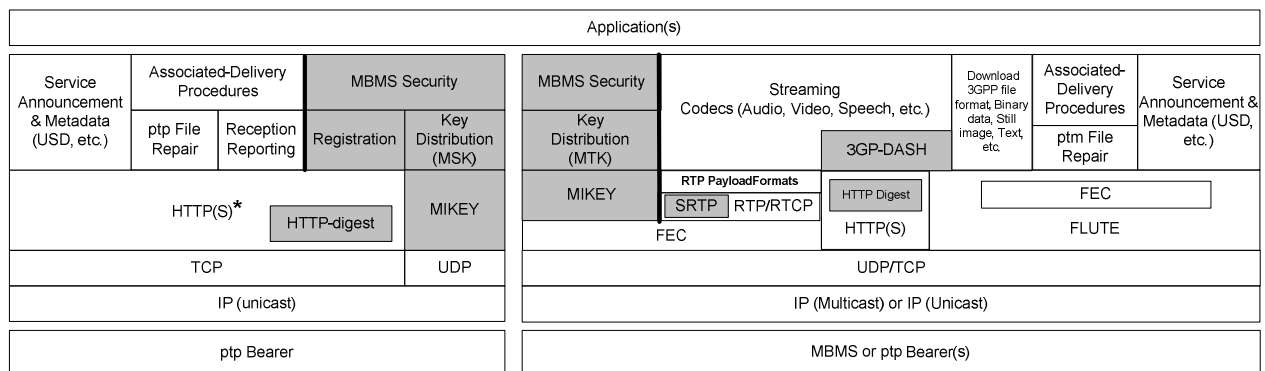 Application(s)
Service
Announcement
& Metadata
(USD, etc.)
Associated-Delivery
Procedures
ptp File
Repair
Reception
Reporting
MBMS Security
Registration
Key
Distribution
(MSK)
HTTP(S)*
HTTP-digest
MIKEY
TCP
UDP
IP (unicast)
ptp Bearer
MBMS Security
Key
Distribution
(MTK)
MIKEY
Streaming
Codecs (Audio, Video, Speech, etc.)
3GP-DASH
RTP PayloadFormats
SRTP
RTP/RTCP
FEC
HTTP Digest
HTTP(S)
Download
3GPP file
format, Binary
data, Still
image, Text,
etc.
Associated-
Delivery
Procedures
ptm File
Repair
Service
Announcement &
Metadata (USD,
etc.)
FEC
FLUTE
UDP/TCP
IP (Multicast) or IP (Unicast)
MBMS or ptp Bearer(s)